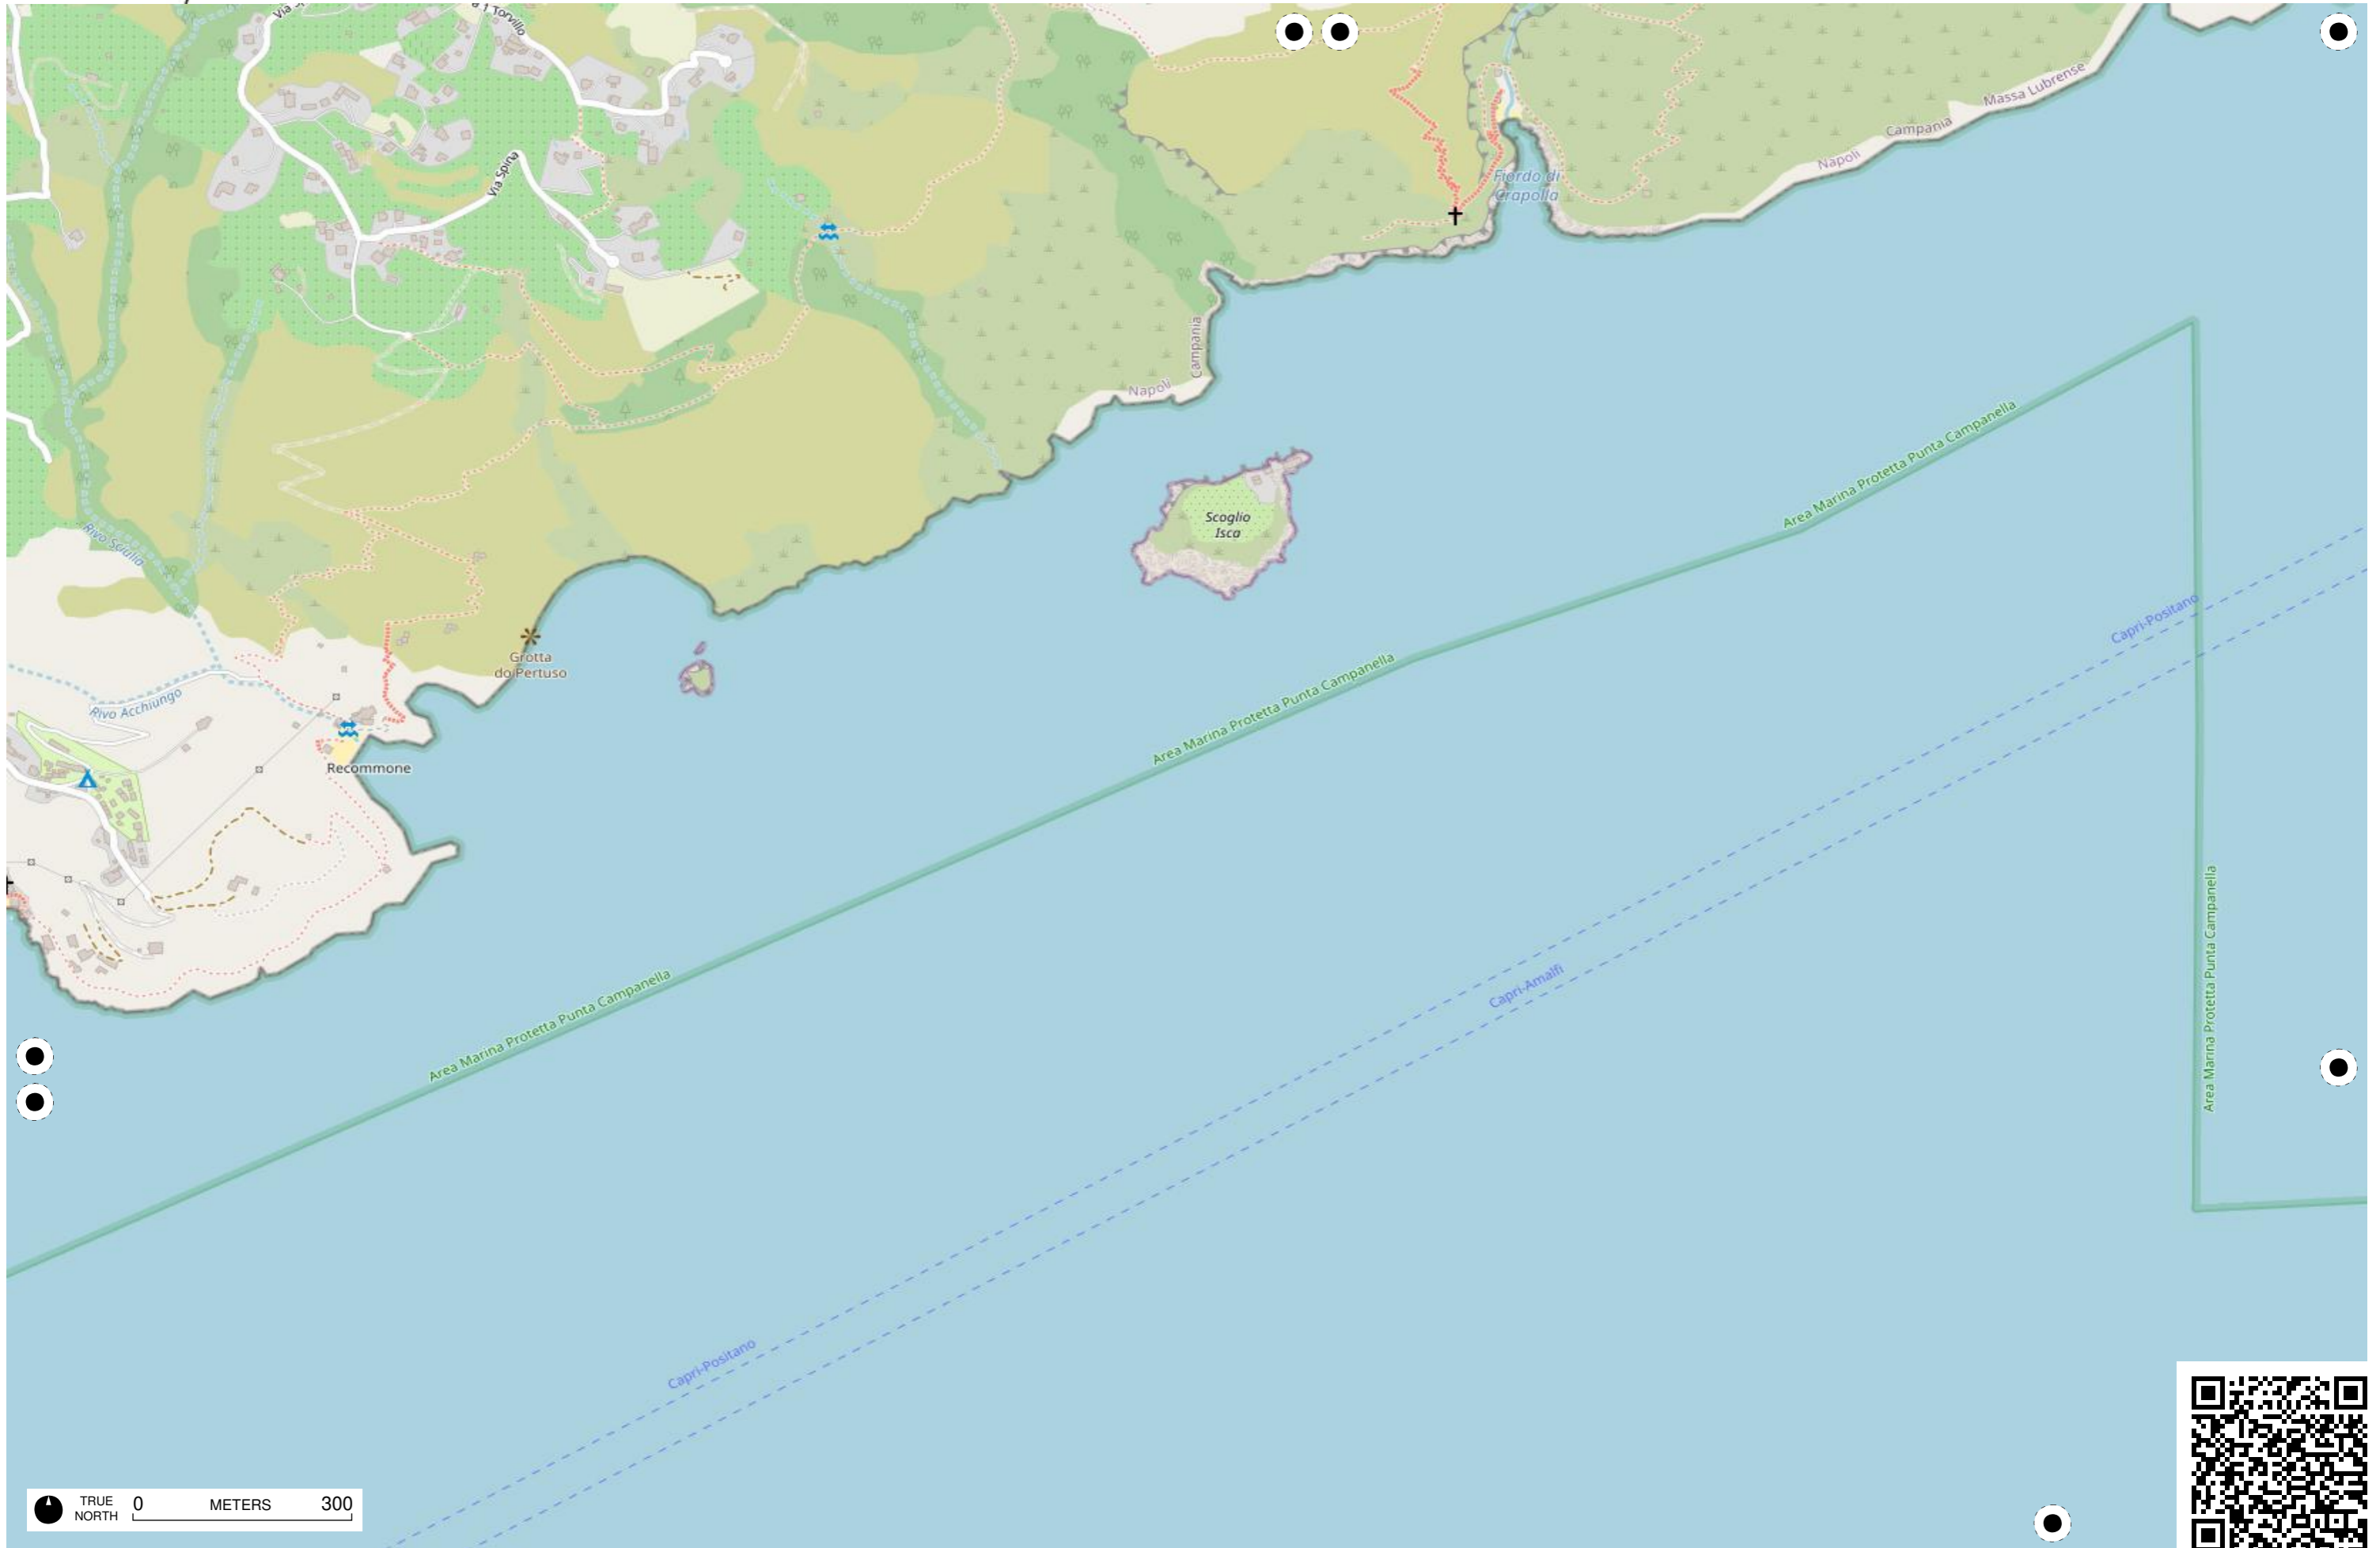 Via Spina
Fiordo di
Crapolla
Massa Lubrense
Campania
Napoli
Campania
Napoli
Area Marina Protetta Punta Campanella
Scoglio
Isca
Rivo Sciulla
Capri-Positano
Grotta
do Pertuso
Area Marina Protetta Punta Campanella
Rivo Acchiungo
Recommone
Area Marina Protetta Punta Campanella
Capri-Amalfi
Area Marina Protetta Punta Campanella
Capri-Positano
TRUE
NORTH
0 METERS 300